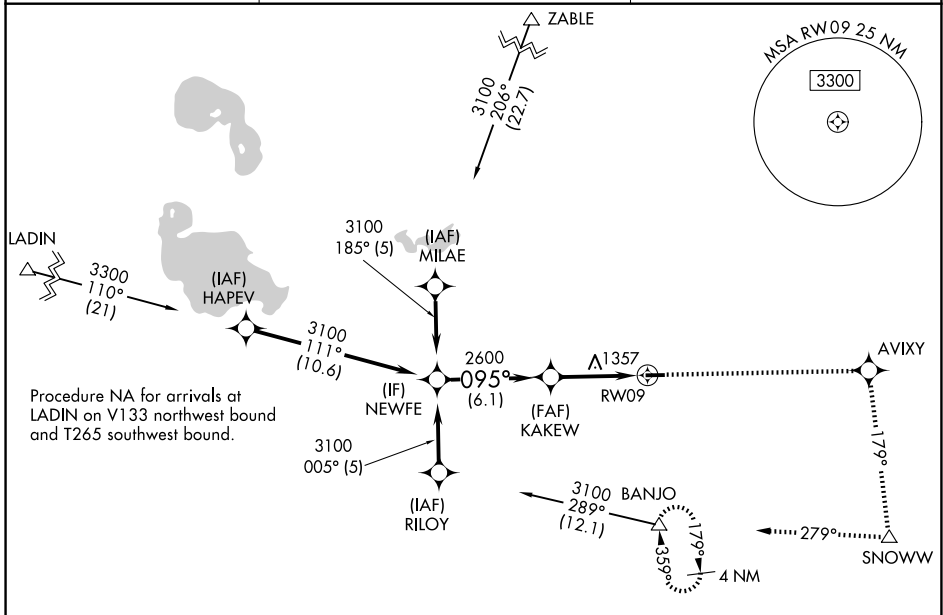 ZABLE
3100
206°
(22.7)
MSA RW09 25 NM
3300
LADIN
3300
110°
(21)
(IAF)
HAPEV
3100
185° (5)
(IAF)
MILAE
3100
111°
(10.6)
(IF)
NEWFE
2600
095°
(6.1)
(FAF)
KAKEW
1357
RW09
AVIXY
Procedure NA for arrivals at
LADIN on V133 northwest bound
and T265 southwest bound.
3100
005° (5)
(IAF)
RILOY
3100
289°
(12.1)
BANJO
179°
359°
4 NM
179°
279°
SNOWW